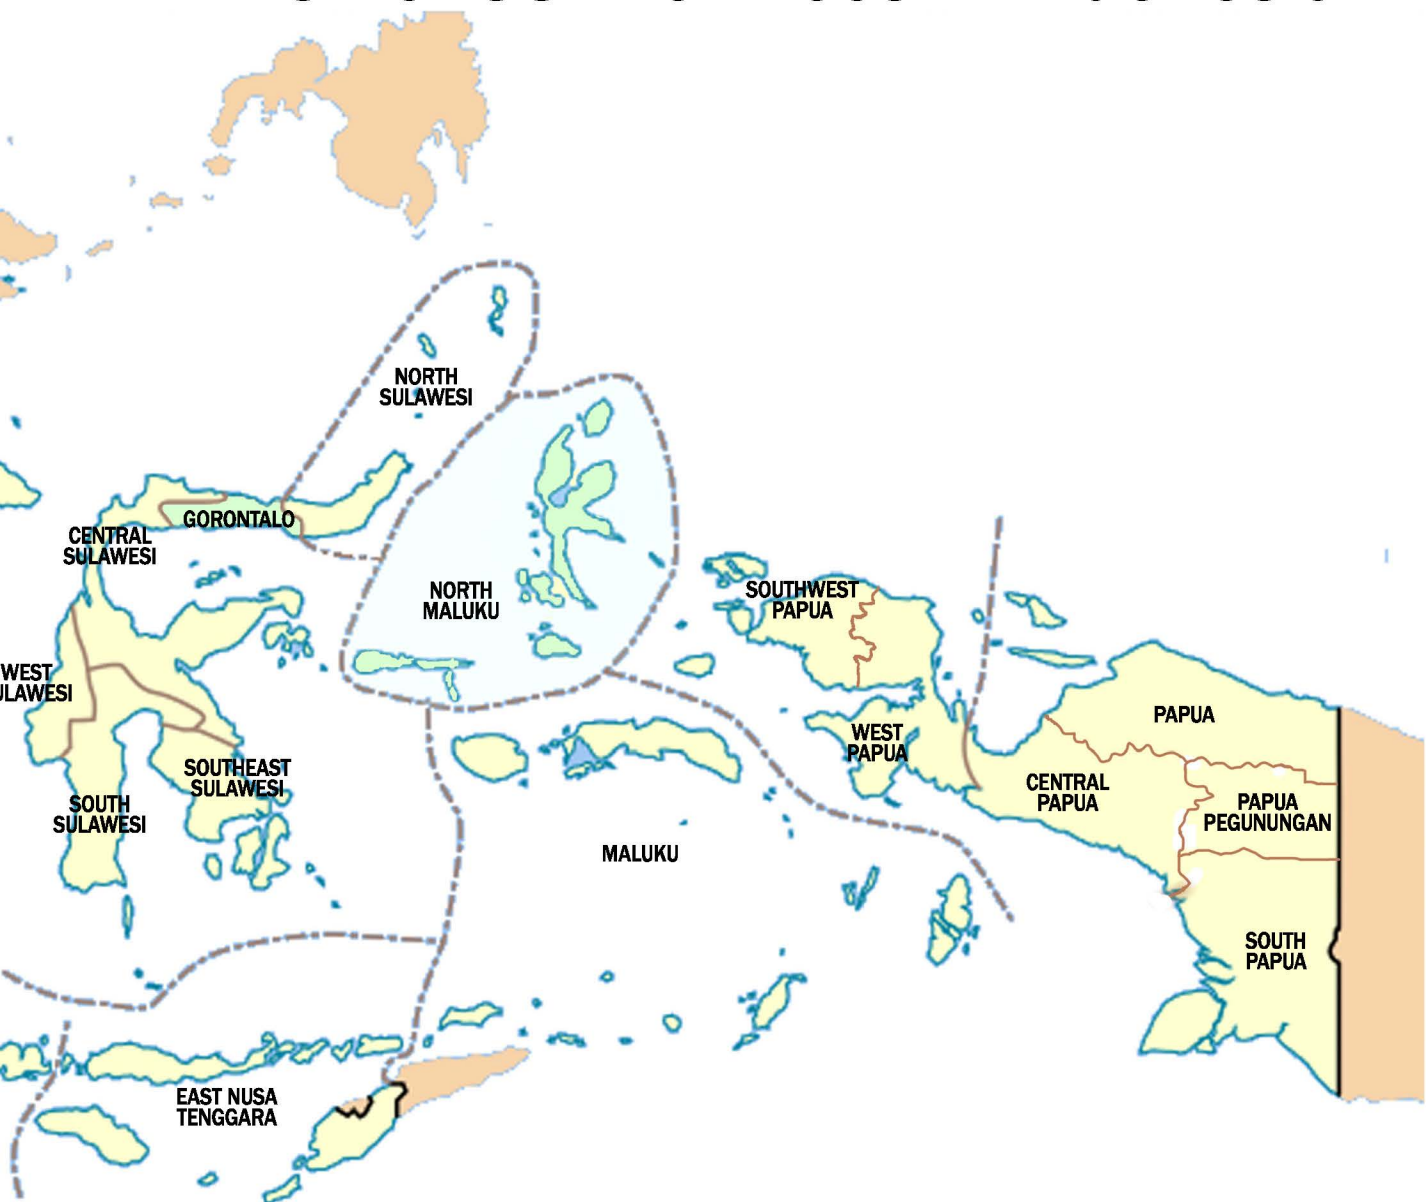 NORTH
SULAWESI
GORONTALO
CENTRAL
SULAWESI
NORTH
MALUKU
SOUTHWEST
PAPUA
WEST
ULAWESI
WEST
PAPUA
PAPUA
CENTRAL
PAPUA
PAPUA
PEGUNUNGAN
SOUTHEAST
SULAWESI
SOUTH
SULAWESI
MALUKU
SOUTH
PAPUA
EAST NUSA
TENGGARA